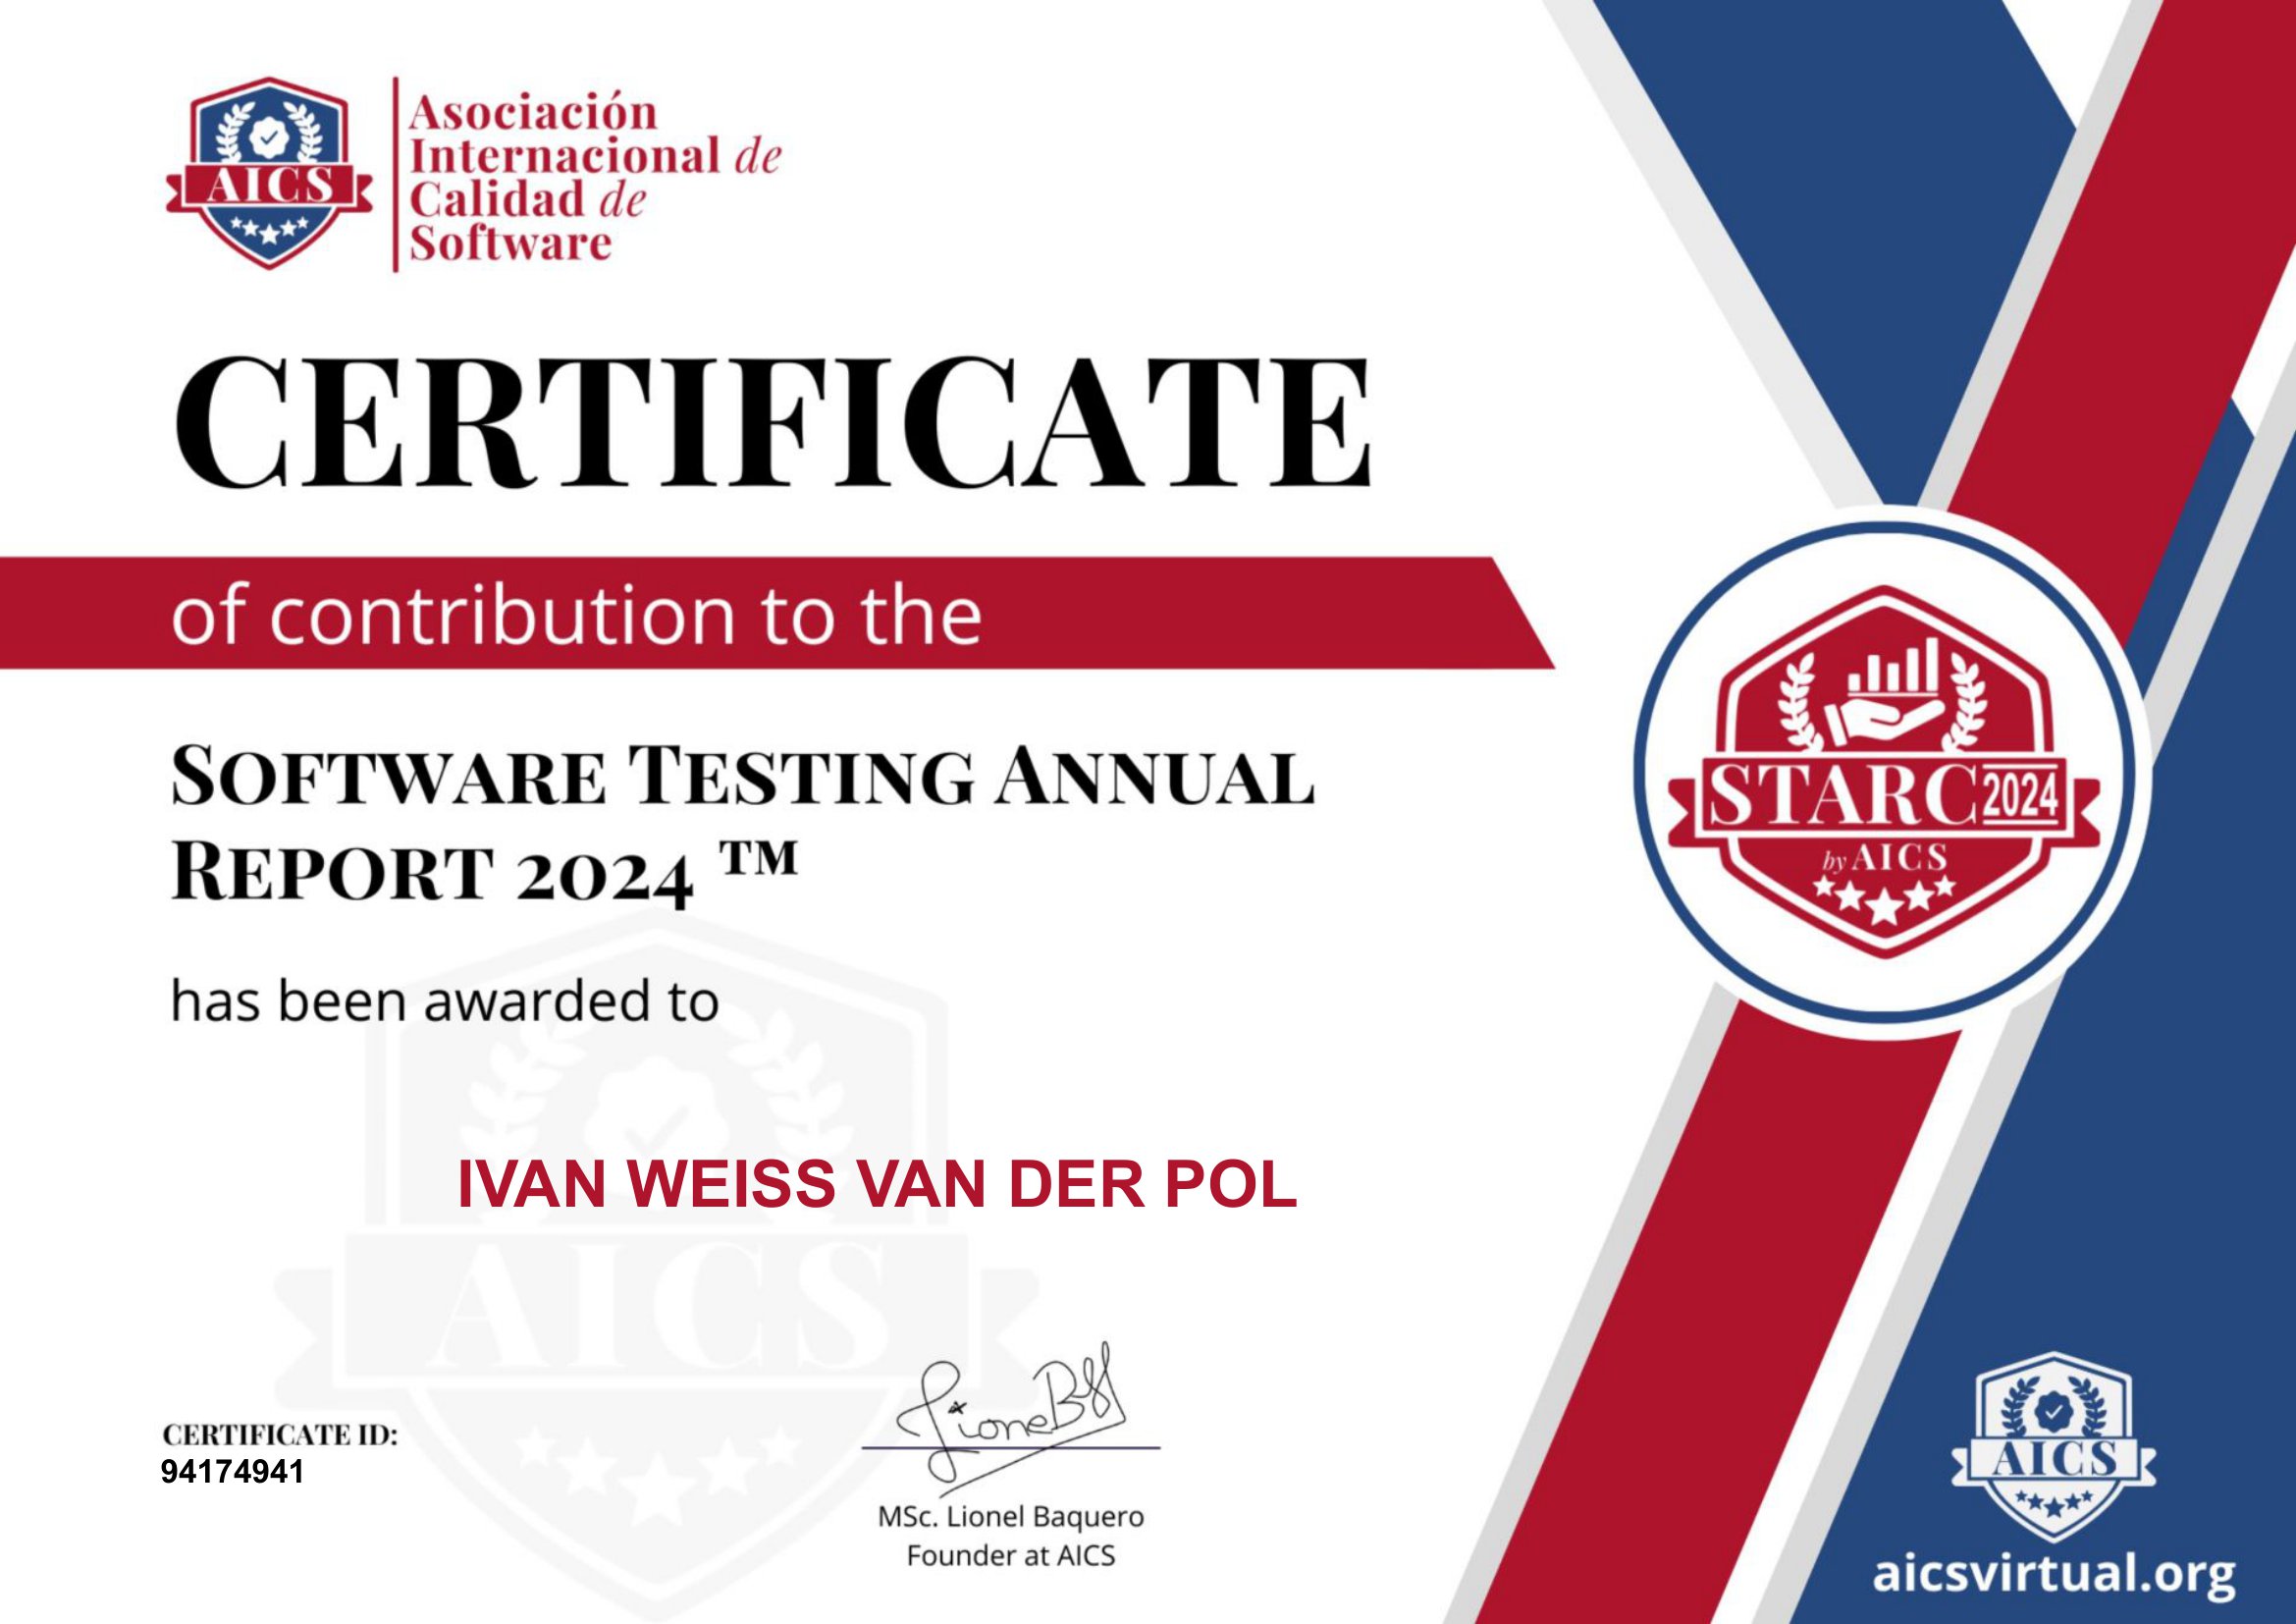 AICS
Asociación
Internacional de
Calidad de
Software
CERTIFICATE
of contribution to the
SOFTWARE TESTING ANNUAL
REPORT 2024 ™
has been awarded to
IVAN WEISS VAN DER POL
AICS
CERTIFICATE ID:
94174941
LioneB
MSc. Lionel Baquero
Founder at AICS
STARC 2024
by AICS
AICS
aicsvirtual.org